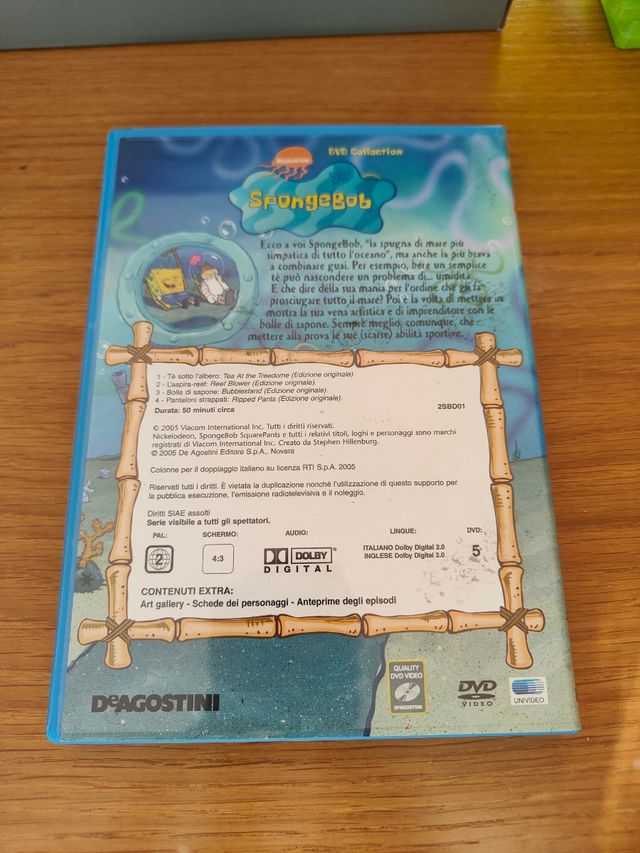 Nickelodeon
DVD Collection
SpongeBob
Ecco a voi SpongeBob, "la spugna di mare più
simpatica di tutto l'oceano", ma anche la più brava
a combinare guai. Per esempio, bere un semplice
tè può nascondere un problema di... umidità.
E, che dire della sua mania per l'ordine che gli fa
prosciugare tutto il mare? Poi è la volta di mettere in
mostra la sua vena artistica e di imprenditore con le
bolle di sapone. Sempre meglio, comunque, che
mettere alla prova le sue (scarse) abilità sportive.
1 - Tè sotto l'albero: Tea At the Treedome (Edizione originale).
2 - L'aspira-reef: Reef Blower (Edizione originale).
3 - Bolle di sapone: Bubblestand (Edizione originale).
4 - Pantaloni strappati: Ripped Pants (Edizione originale).
Durata: 50 minuti circa
2SBD01
© 2005 Viacom International Inc. Tutti i diritti riservati.
Nickelodeon, SpongeBob SquarePants e tutti i relativi titoli, loghi e personaggi sono marchi
registrati di Viacom International Inc. Creato da Stephen Hillenburg.
© 2005 De Agostini Editore S.p.A., Novara
Colonne per il doppiaggio italiano su licenza RTI S.p.A. 2005
Riservati tutti i diritti. È vietata la duplicazione nonché l'utilizzazione di questo supporto per
la pubblica esecuzione, l'emissione radiotelevisiva e il noleggio.
Diritti SIAE assolti
Serie visibile a tutti gli spettatori.
PAL: SCHERMO: AUDIO: LINGUE: DVD:
2
4:3
DOLBY
DIGITAL
ITALIANO Dolby Digital 2.0
INGLESE Dolby Digital 2.0
5
CONTENUTI EXTRA:
Art gallery - Schede dei personaggi - Anteprime degli episodi
DeAGOSTINI
QUALITY
DVD VIDEO
DeAGOSTINI
DVD
VIDEO
UNIVIDEO